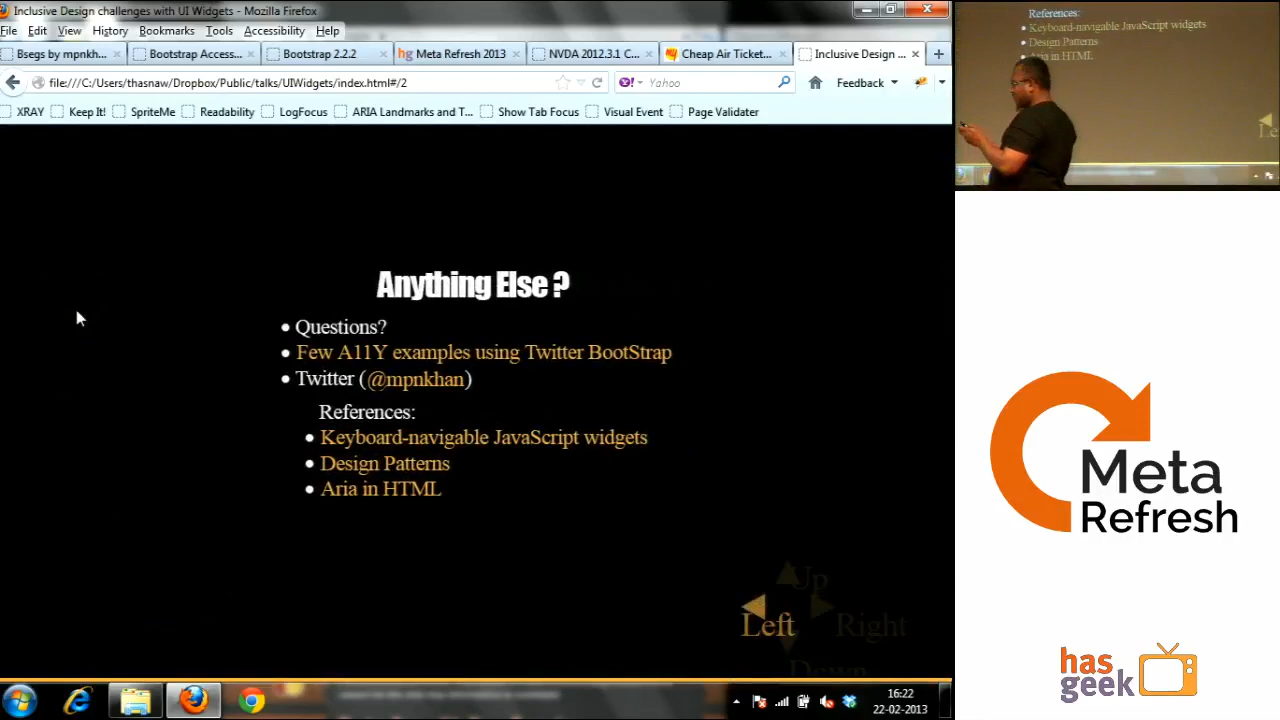 Inclusive Design challenges with UI Widgets - Mozilla Firefox
File Edit View History Bookmarks Tools Accessibility Help
Bsegs by mpnkh... × Bootstrap Access... × Bootstrap 2.2.2 × hg Meta Refresh 2013 × NVDA 2012.3.1 C... × Cheap Air Ticket... × Inclusive Design ... × +
file:///C:/Users/thasnaw/Dropbox/Public/talks/UIWidgets/index.html#/2 Yahoo Feedback
XRAY Keep It! SpriteMe Readability LogFocus ARIA Landmarks and T... Show Tab Focus Visual Event Page Validater
Anything Else ?
• Questions?
• Few A11Y examples using Twitter BootStrap
• Twitter (@mpnkhan)
References:
• Keyboard-navigable JavaScript widgets
• Design Patterns
• Aria in HTML
Up
Left Right
Down
16:22
22-02-2013
References:
• Keyboard-navigable JavaScript widgets
• Design Patterns
Aria in HTML
Le
Meta
Refresh
has
geek